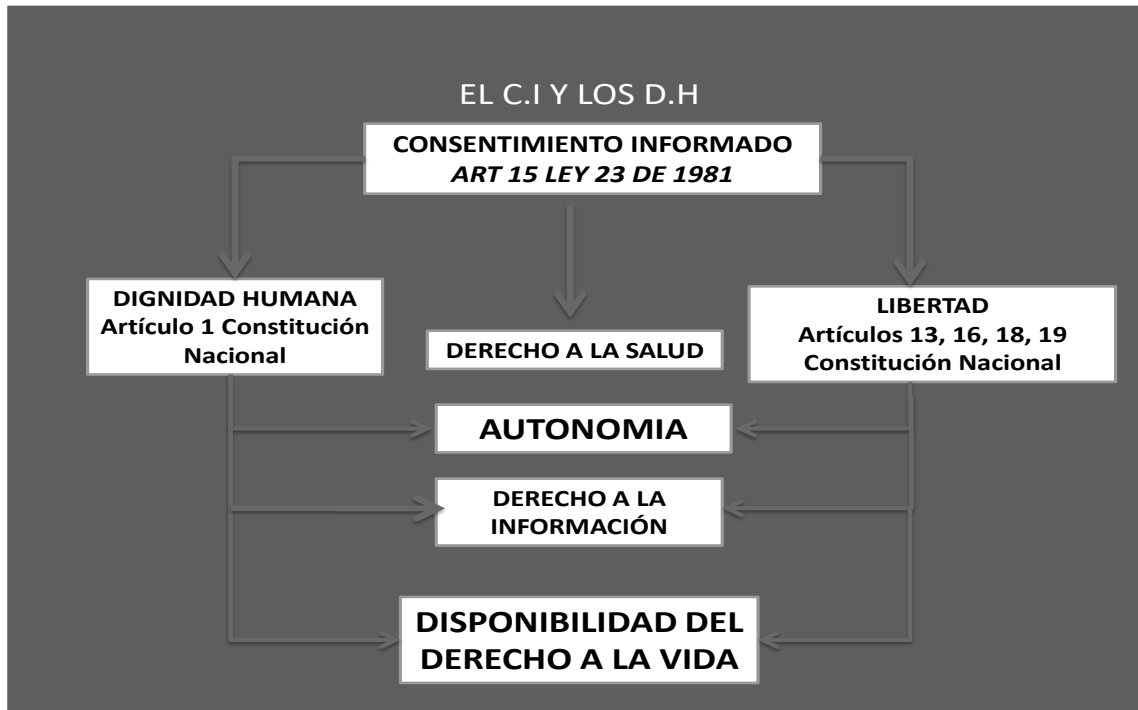 EL C.I Y LOS D.H
CONSENTIMIENTO INFORMADO
ART 15 LEY 23 DE 1981
DIGNIDAD HUMANA
Artículo 1 Constitución
Nacional
DERECHO A LA SALUD
LIBERTAD
Artículos 13, 16, 18, 19
Constitución Nacional
AUTONOMIA
DERECHO A LA
INFORMACIÓN
DISPONIBILIDAD DEL
DERECHO A LA VIDA